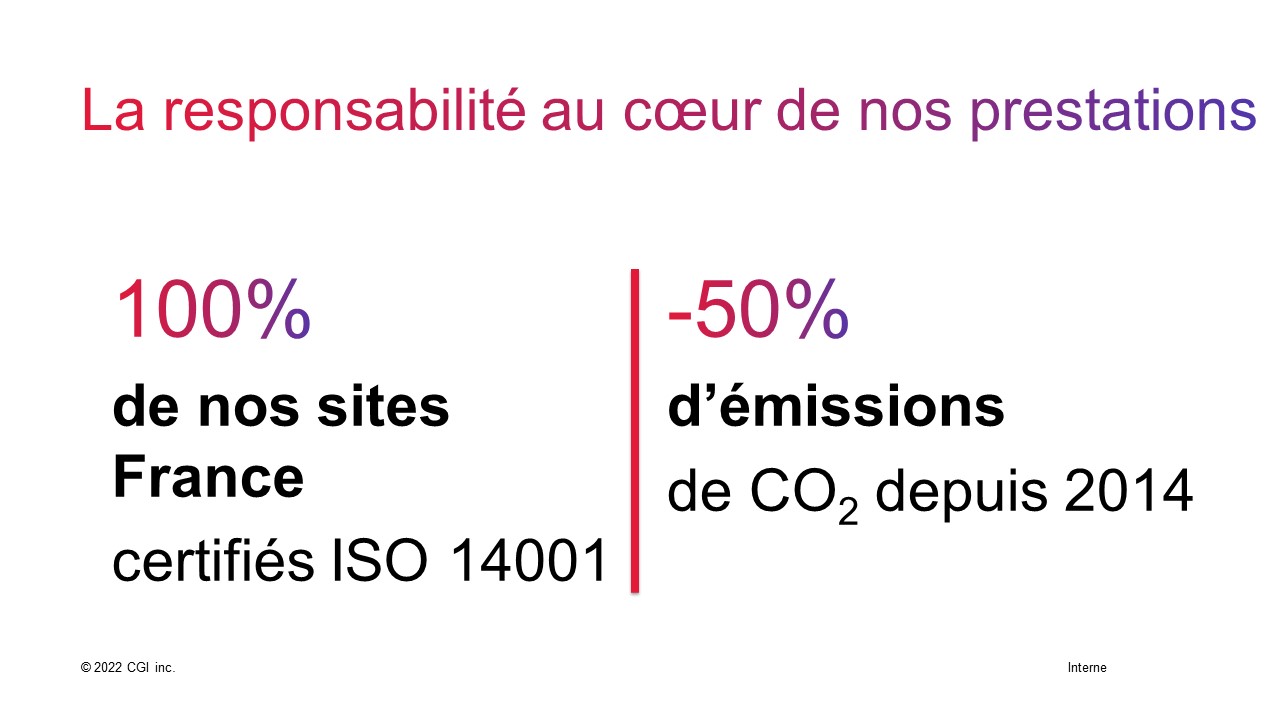 La responsabilité au cœur de nos prestations
100%
de nos sites
France
certifiés ISO 14001
-50%
d’émissions
de CO₂ depuis 2014
© 2022 CGI inc.
Interne